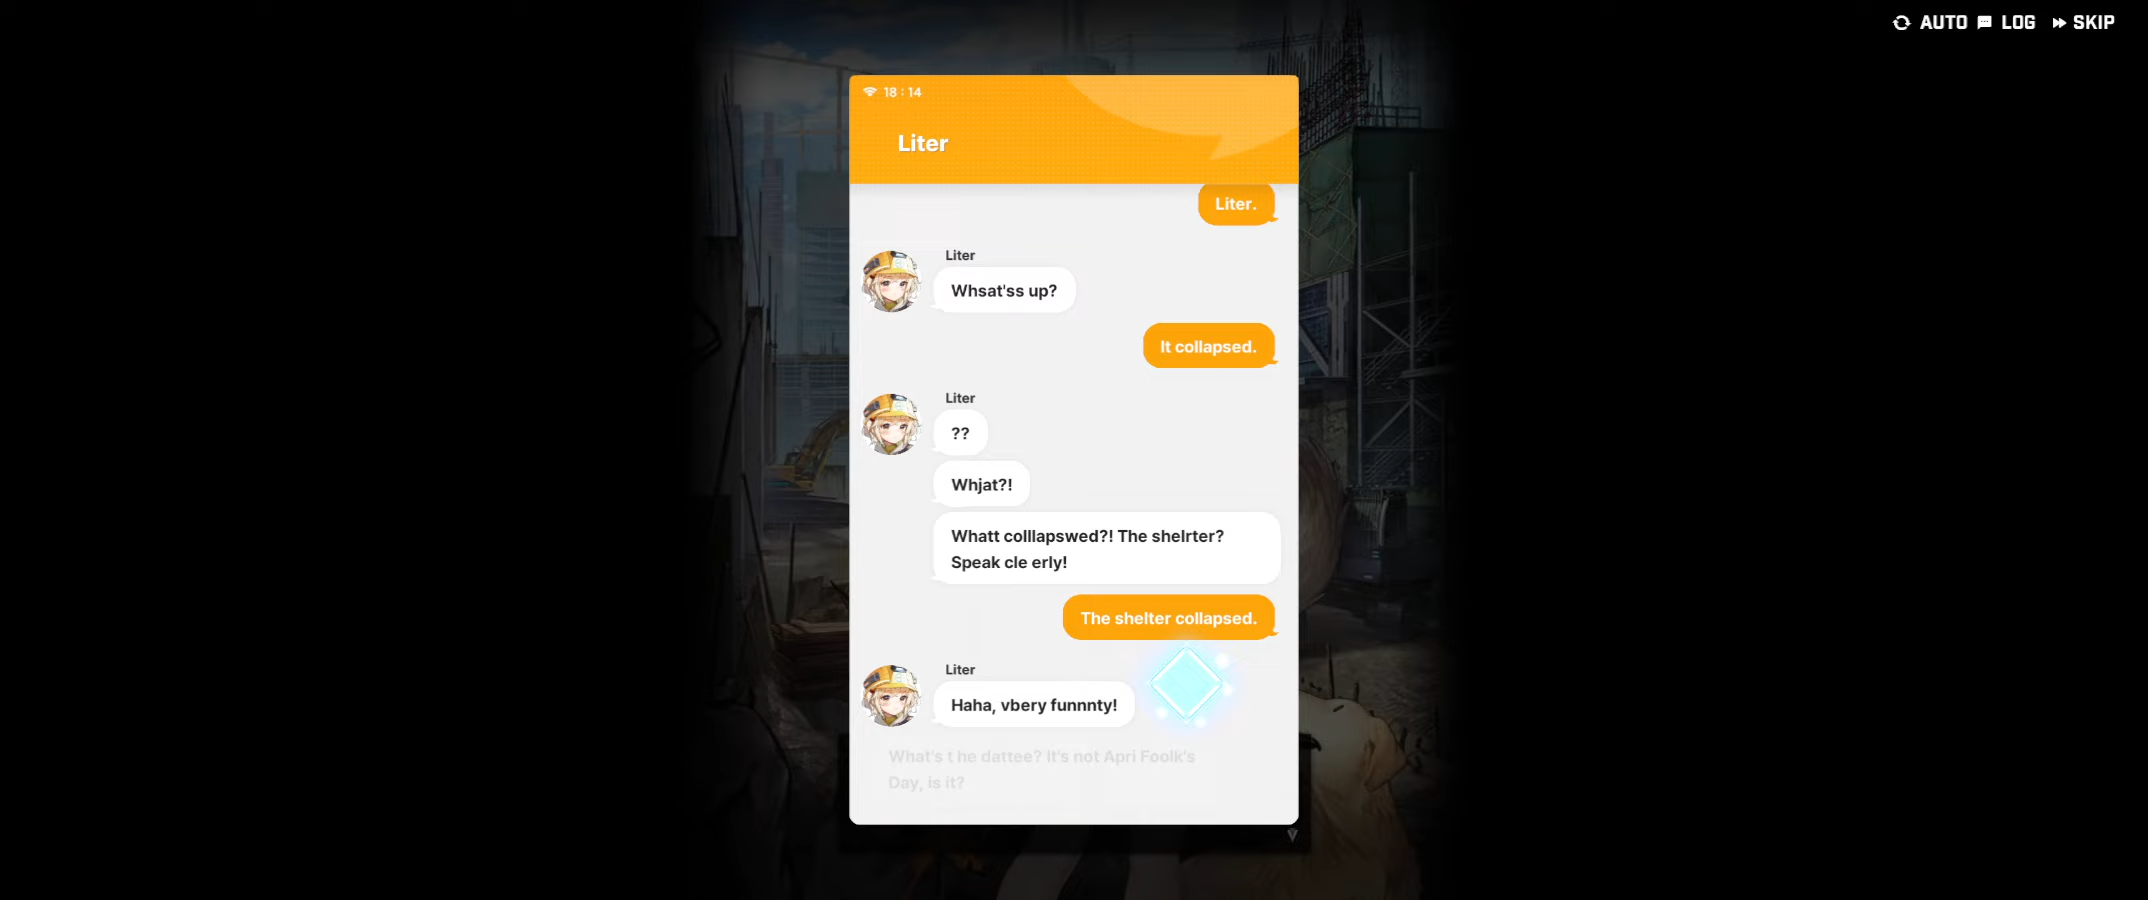 AUTO LOG SKIP
18 : 14
Liter
Liter.
Liter
Whsat'ss up?
It collapsed.
Liter
??
Whjat?!
Whatt colllapswed?! The shelrter?
Speak cle erly!
The shelter collapsed.
Liter
Haha, vbery funnnty!
What's t he dattee? It's not Apri Foolk's
Day, is it?